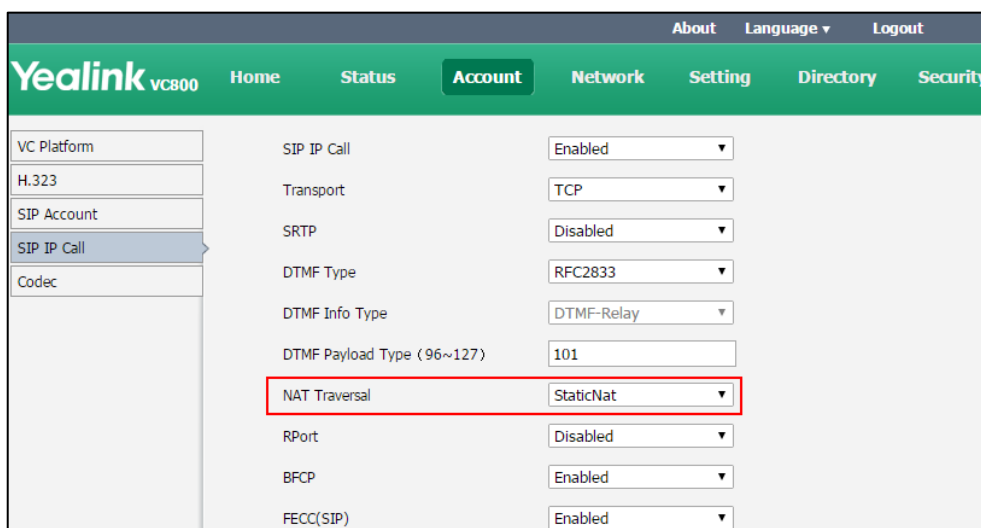 About Language ▾ Logout
Yealink VC800 Home Status Account Network Setting Directory Security
VC Platform
H.323
SIP Account
SIP IP Call
Codec
SIP IP Call Enabled
Transport TCP
SRTP Disabled
DTMF Type RFC2833
DTMF Info Type DTMF-Relay
DTMF Payload Type (96~127) 101
NAT Traversal StaticNat
RPort Disabled
BFCP Enabled
FECC(SIP) Enabled